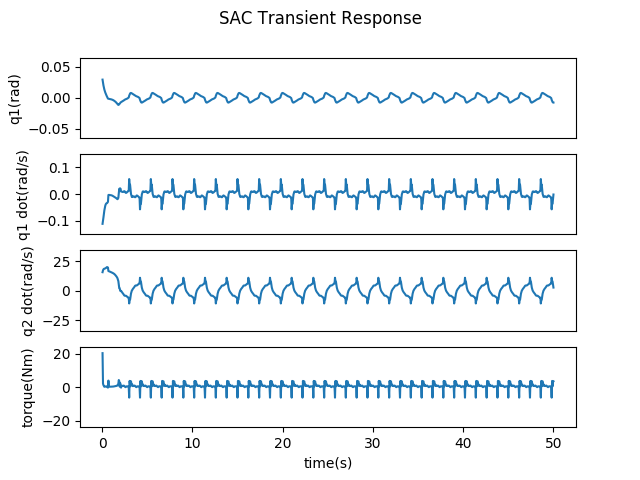 SAC Transient Response
q1(rad)
0.05
0.00
−0.05
q1 dot(rad/s)
0.1
0.0
−0.1
q2 dot(rad/s)
25
0
−25
torque(Nm)
20
0
−20
0 10 20 30 40 50
time(s)